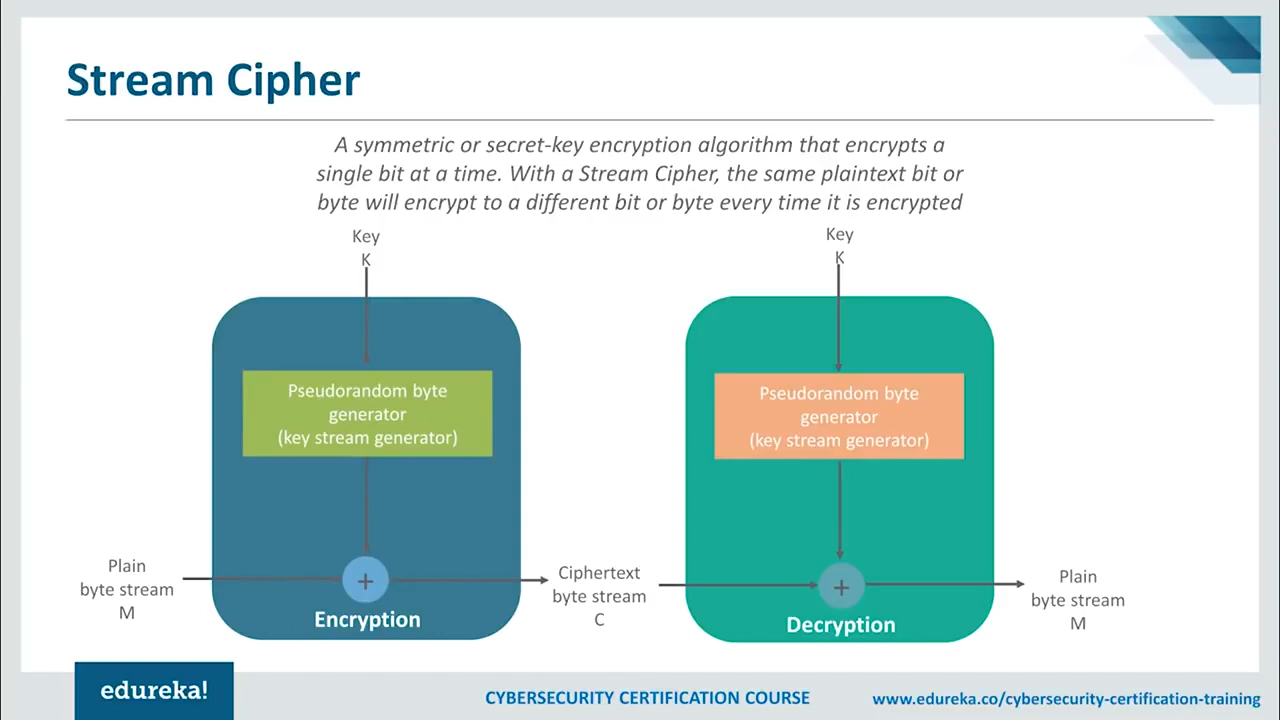 Stream Cipher
A symmetric or secret-key encryption algorithm that encrypts a
single bit at a time. With a Stream Cipher, the same plaintext bit or
byte will encrypt to a different bit or byte every time it is encrypted
Key
K
Key
K
Pseudorandom byte
generator
(key stream generator)
Pseudorandom byte
generator
(key stream generator)
Plain
byte stream
M
+
Encryption
Ciphertext
byte stream
C
+
Decryption
Plain
byte stream
M
edureka!
CYBERSECURITY CERTIFICATION COURSE
www.edureka.co/cybersecurity-certification-training